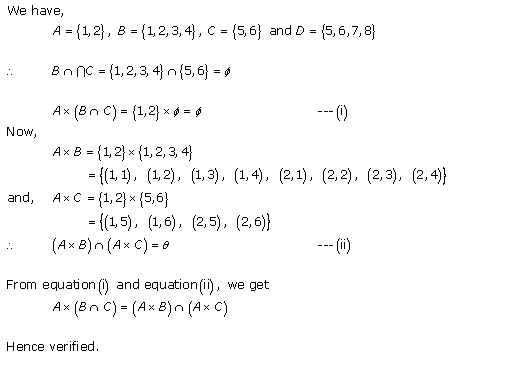 We have,
A = {1,2}, B = {1,2,3,4}, C = {5,6} and D = {5,6,7,8}
∴ B ∩ ⋂C = {1,2,3,4} ∩ {5,6} = ϕ
A × (B ∩ C) = {1,2} × ϕ = ϕ ---(i)
Now,
A × B = {1,2} × {1,2,3,4}
= {(1,1), (1,2), (1,3), (1,4), (2,1), (2,2), (2,3), (2,4)}
and, A × C = {1,2} × {5,6}
= {(1,5), (1,6), (2,5), (2,6)}
∴ (A × B) ∩ (A × C) = θ ---(ii)
From equation(i) and equation(ii), we get
A × (B ∩ C) = (A × B) ∩ (A × C)
Hence verified.